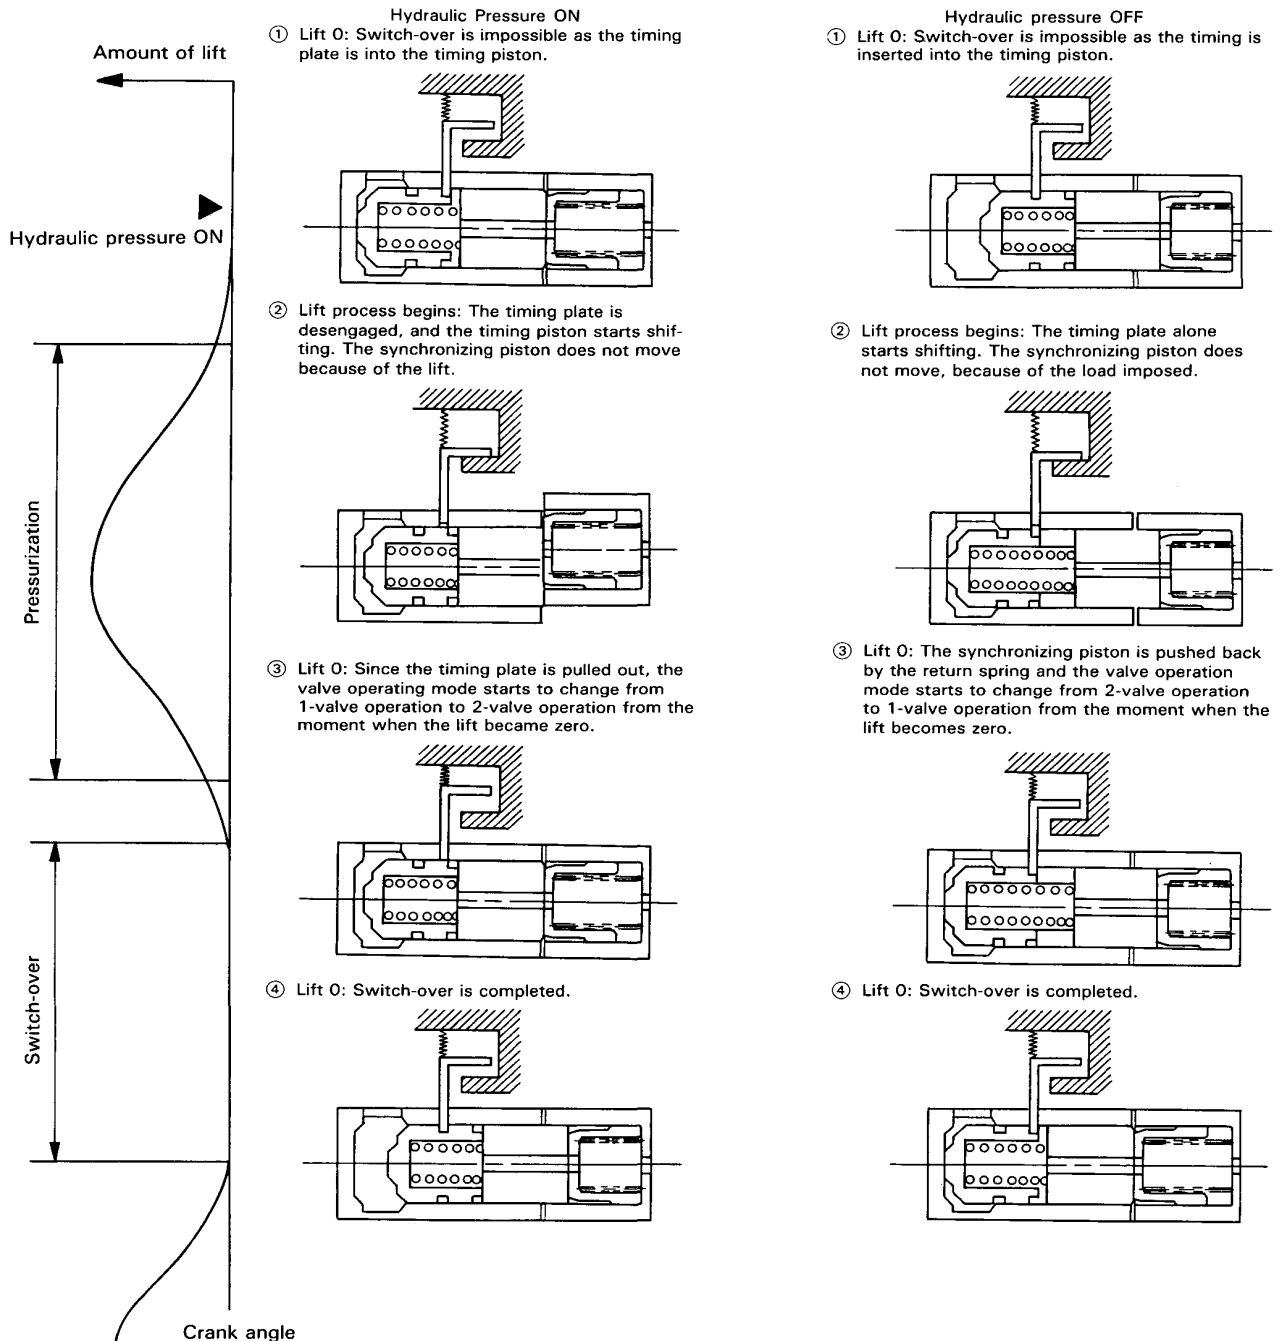 Amount of lift
Hydraulic pressure ON
Pressurization
Switch-over
Crank angle
Hydraulic Pressure ON
① Lift 0: Switch-over is impossible as the timing
plate is into the timing piston.
② Lift process begins: The timing plate is
desengaged, and the timing piston starts shif-
ting. The synchronizing piston does not move
because of the lift.
③ Lift 0: Since the timing plate is pulled out, the
valve operating mode starts to change from
1-valve operation to 2-valve operation from the
moment when the lift became zero.
④ Lift 0: Switch-over is completed.
Hydraulic pressure OFF
① Lift 0: Switch-over is impossible as the timing is
inserted into the timing piston.
② Lift process begins: The timing plate alone
starts shifting. The synchronizing piston does
not move, because of the load imposed.
③ Lift 0: The synchronizing piston is pushed back
by the return spring and the valve operation
mode starts to change from 2-valve operation
to 1-valve operation from the moment when the
lift becomes zero.
④ Lift 0: Switch-over is completed.